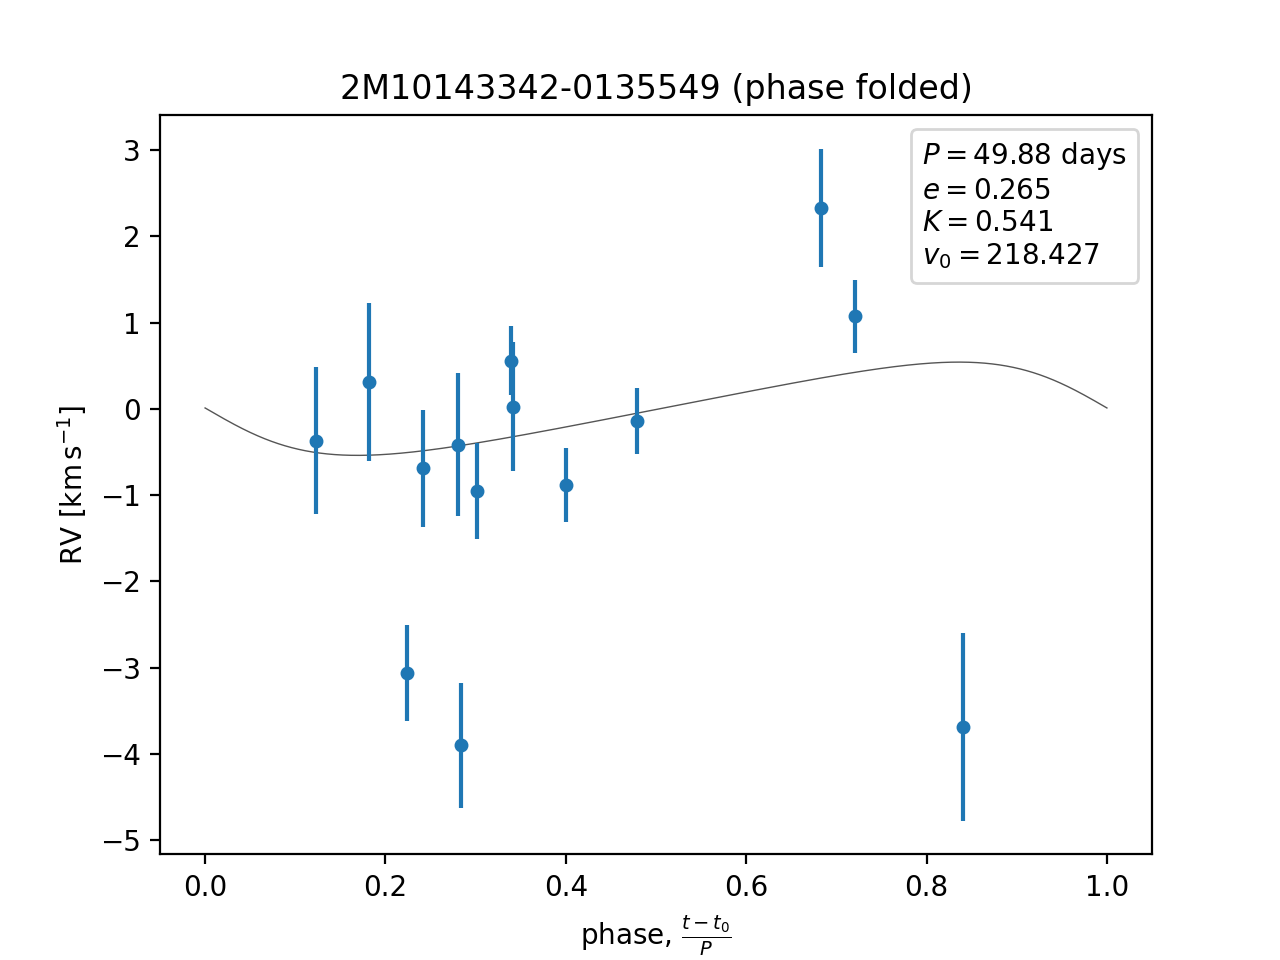 2M10143342-0135549 (phase folded)
P = 49.88 days
e = 0.265
K = 0.541
v₀ = 218.427
3
2
1
0
−1
−2
−3
−4
−5
RV [km s⁻¹]
0.0 0.2 0.4 0.6 0.8 1.0
phase, (t − t₀)/P